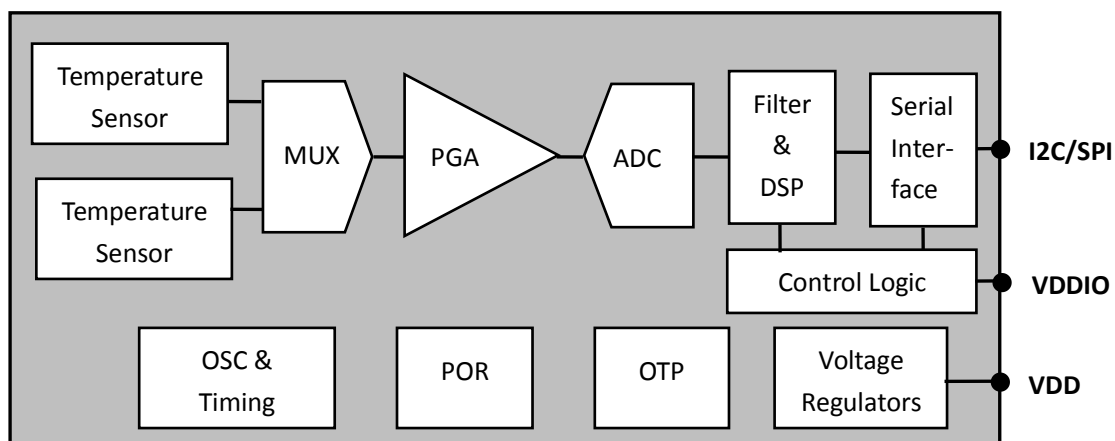 Temperature
Sensor
Temperature
Sensor
MUX
PGA
ADC
Filter
&
DSP
Serial
Inter-
face
I2C/SPI
Control Logic
VDDIO
OSC &
Timing
POR
OTP
Voltage
Regulators
VDD